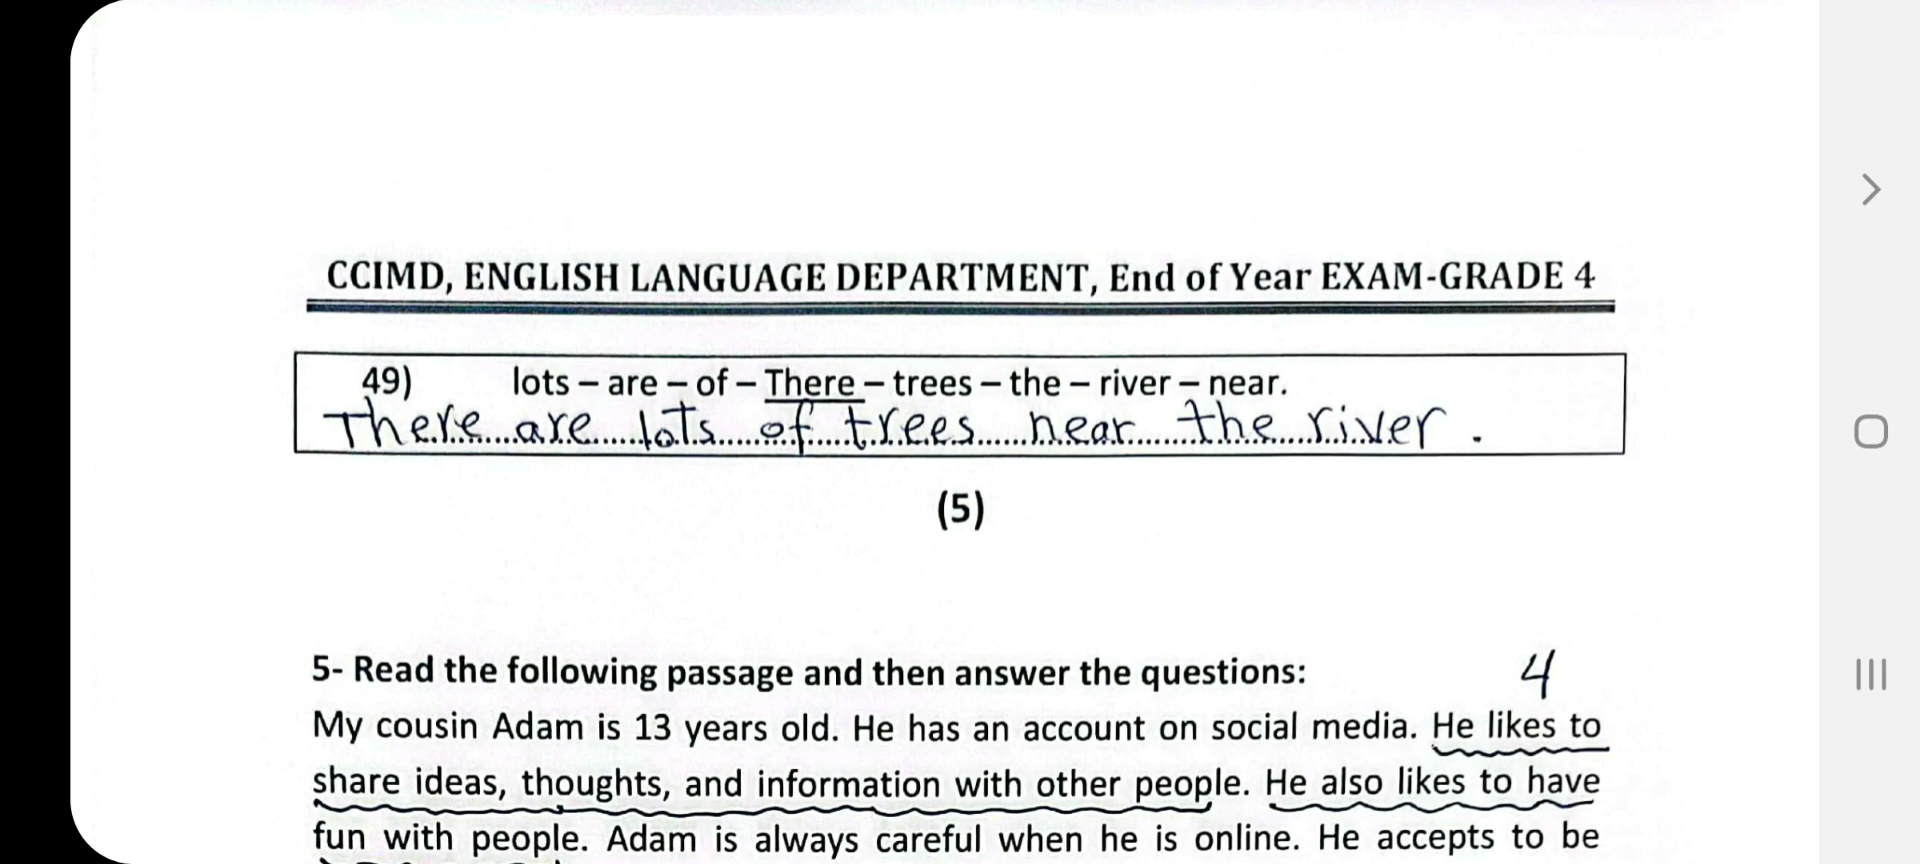 CCIMD, ENGLISH LANGUAGE DEPARTMENT, End of Year EXAM-GRADE 4
49) lots – are – of – There – trees – the – river – near.
There are lots of trees near the river.
(5)
5- Read the following passage and then answer the questions: 4
My cousin Adam is 13 years old. He has an account on social media. He likes to
share ideas, thoughts, and information with other people. He also likes to have
fun with people. Adam is always careful when he is online. He accepts to be